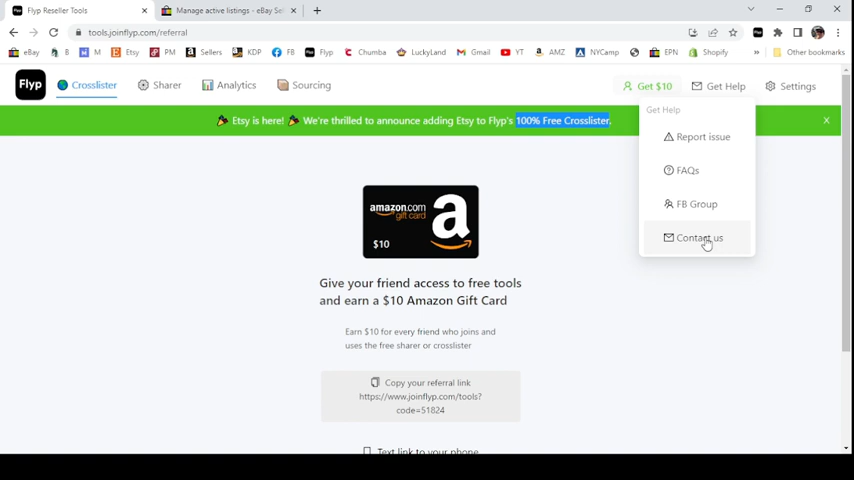 Flyp Reseller Tools
Manage active listings - eBay Se
tools.joinflyp.com/referral
eBay
B
M
Etsy
PM
Sellers
KDP
FB
Flyp
Chumba
LuckyLand
Gmail
YT
AMZ
NYCamp
EPN
Shopify
»
Other bookmarks
Flyp
Crosslister
Sharer
Analytics
Sourcing
Get $10
Get Help
Settings
Etsy is here! We're thrilled to announce adding Etsy to Flyp's 100% Free Crosslister.
Get Help
Report issue
FAQs
FB Group
Contact us
amazon.com
gift card
a
$10
Give your friend access to free tools
and earn a $10 Amazon Gift Card
Earn $10 for every friend who joins and
uses the free sharer or crosslister
Copy your referral link
https://www.joinflyp.com/tools?
code=51824
Text link to your phone